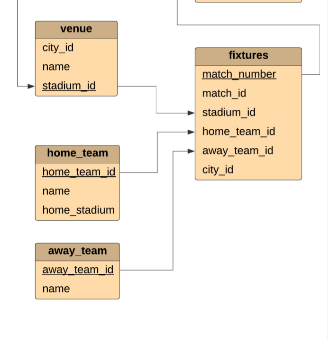 venue
city_id
name
stadium_id
fixtures
match_number
match_id
stadium_id
home_team_id
away_team_id
city_id
home_team
home_team_id
name
home_stadium
away_team
away_team_id
name